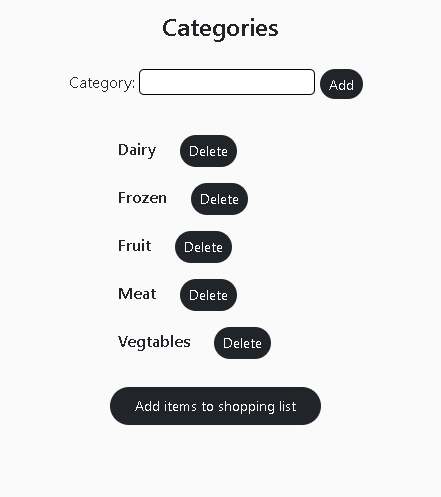 Categories
Category: Add
Dairy Delete
Frozen Delete
Fruit Delete
Meat Delete
Vegtables Delete
Add items to shopping list